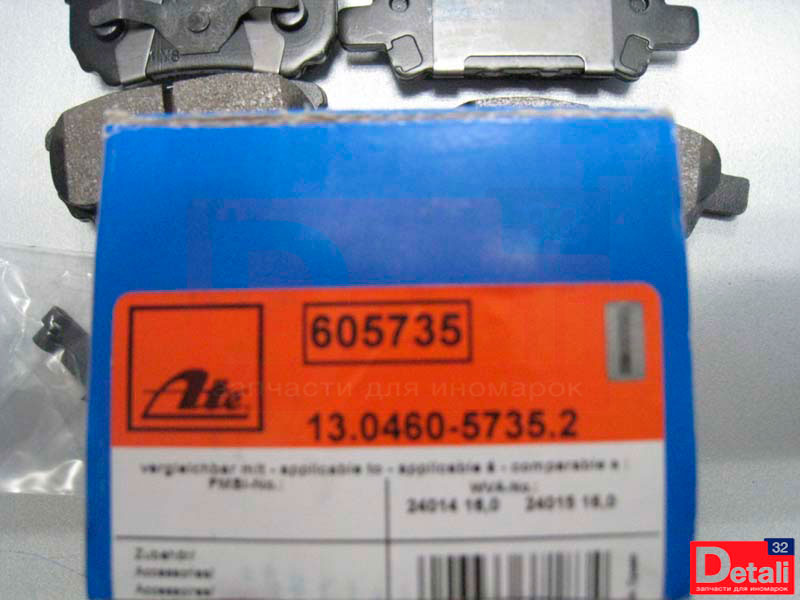 605735
Ate
запчасти для иномарок
13.0460-5735.2
vergleichbar mit - applicable to - applicable à - comparable a :
FMSI-No.:
WVA-No.:
24014 16,0 24015 16,0
Zubehör
Accessories
32
Detali
запчасти для иномарок